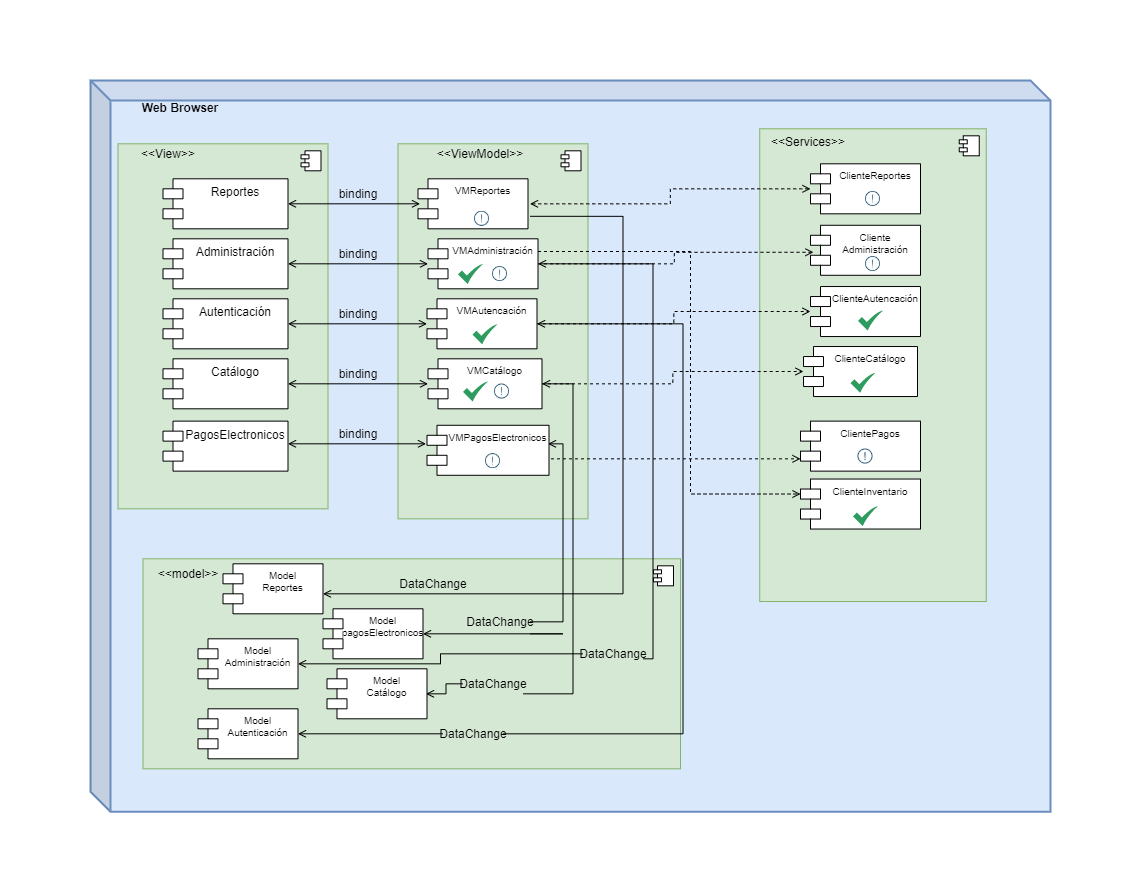 Web Browser
<<View>>
Reportes
Administración
Autenticación
Catálogo
PagosElectronicos
binding
binding
binding
binding
binding
<<ViewModel>>
VMReportes
VMAdministración
VMAutencación
VMCatálogo
VMPagosElectronicos
<<Services>>
ClienteReportes
Cliente
Administración
ClienteAutencación
ClienteCatálogo
ClientePagos
ClienteInventario
<<model>>
Model
Reportes
DataChange
Model
pagosElectronicos
DataChange
Model
Administración
DataChange
Model
Catálogo
DataChange
Model
Autenticación
DataChange